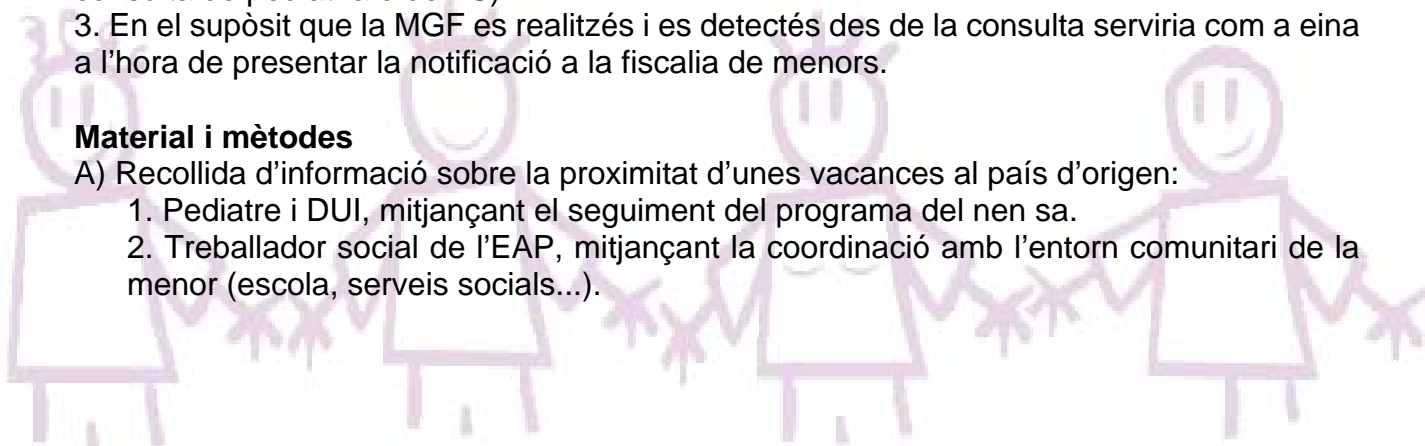 3. En el supòsit que la MGF es realitzés i es detectés des de la consulta serviria com a eina
a l’hora de presentar la notificació a la fiscalia de menors.
Material i mètodes
A) Recollida d’informació sobre la proximitat d’unes vacances al país d’origen:
1. Pediatre i DUI, mitjançant el seguiment del programa del nen sa.
2. Treballador social de l’EAP, mitjançant la coordinació amb l’entorn comunitari de la
menor (escola, serveis socials...).